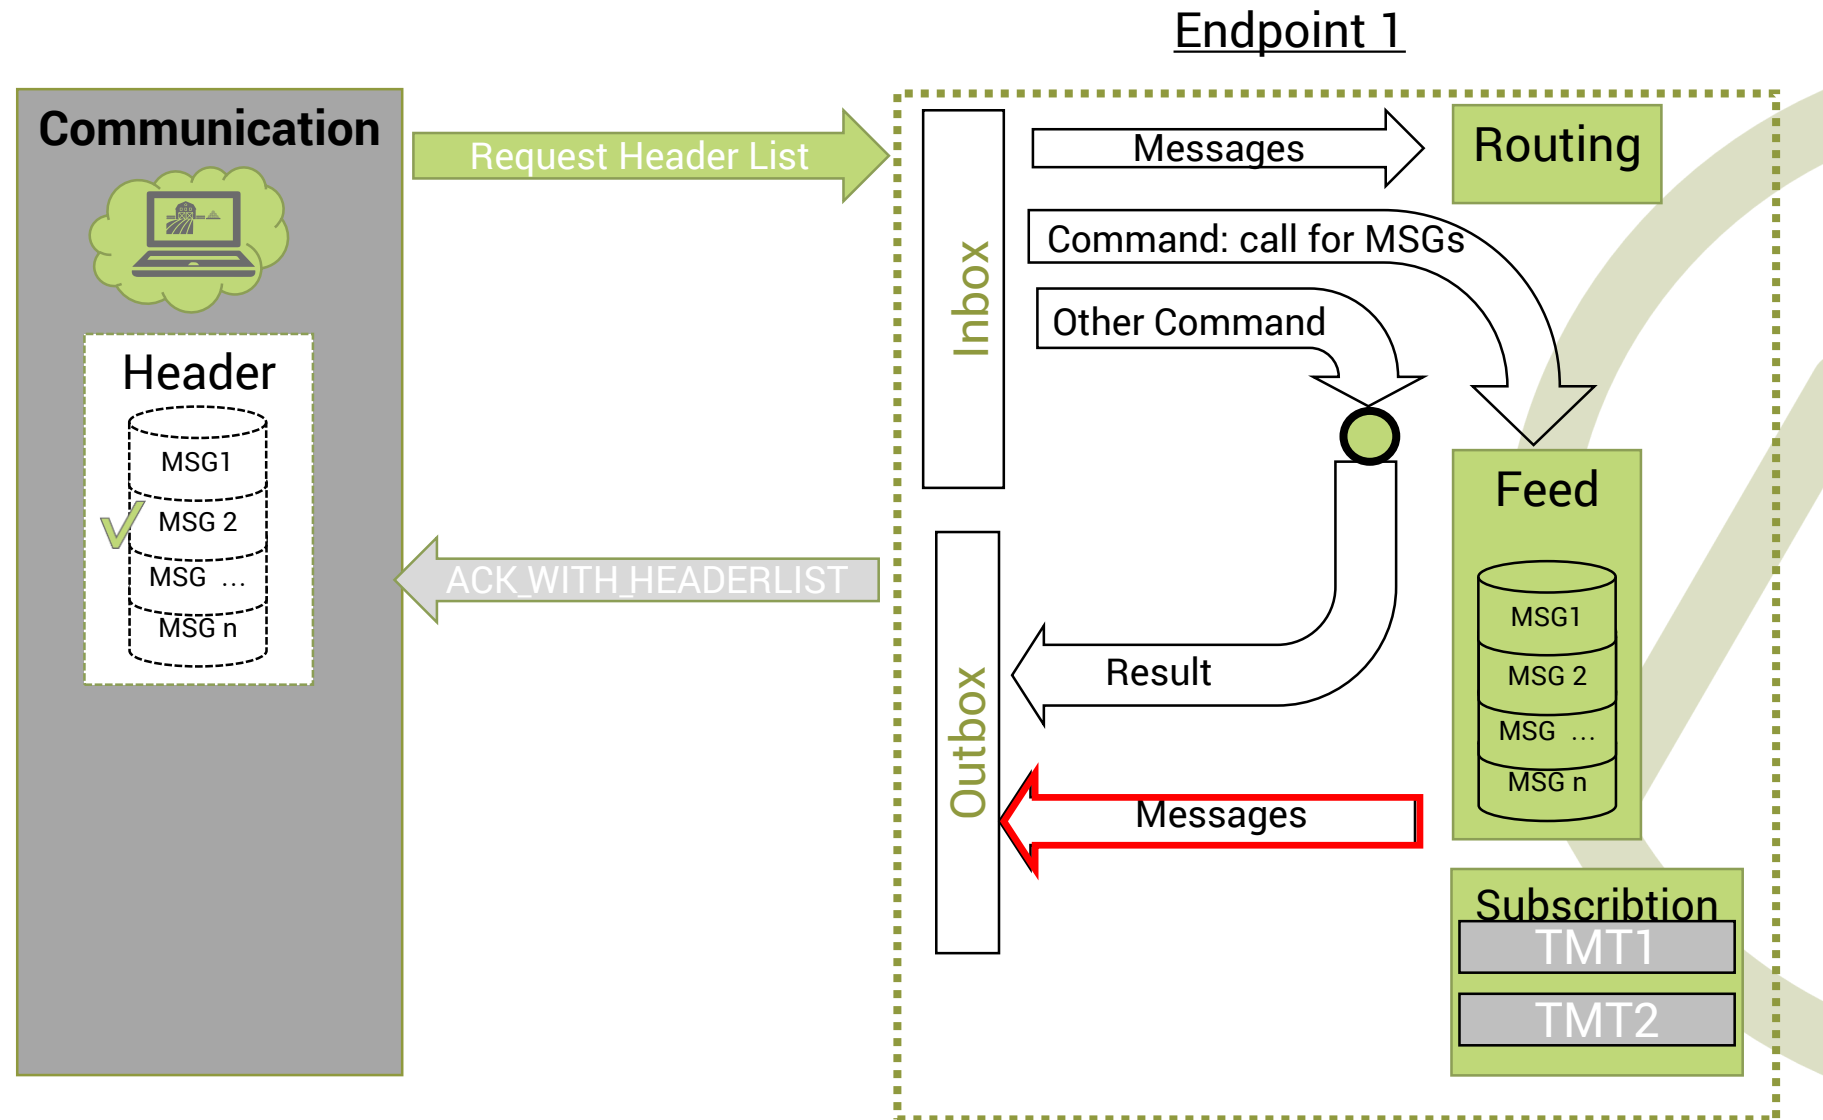 Endpoint 1
Communication
Header
MSG1
MSG 2
MSG …
MSG n
Request Header List
ACK_WITH_HEADERLIST
Inbox
Messages
Routing
Command: call for MSGs
Other Command
Outbox
Result
Messages
Feed
MSG1
MSG 2
MSG …
MSG n
Subscribtion
TMT1
TMT2